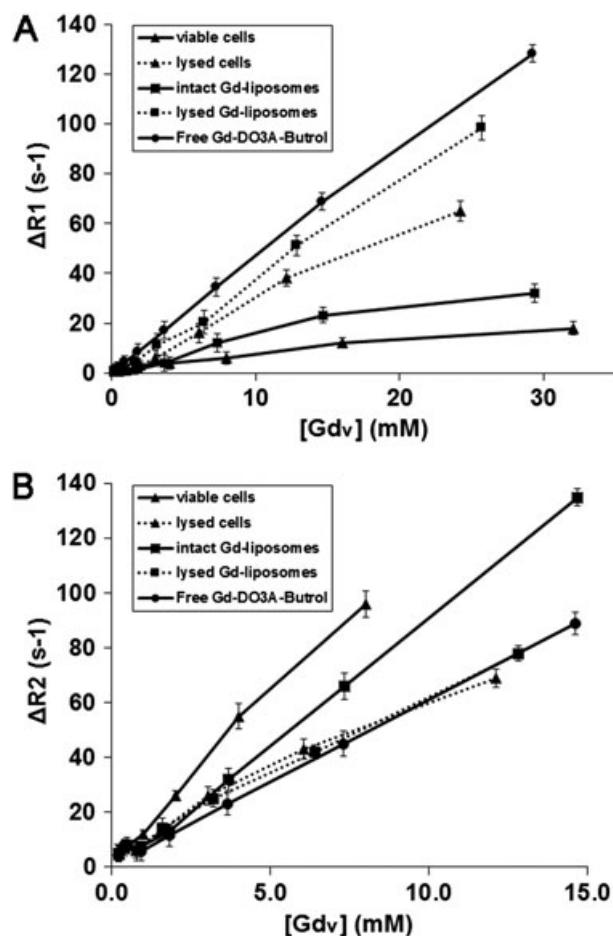 A
140
120
100
80
60
40
20
0
ΔR1 (s-1)
viable cells
lysed cells
intact Gd-liposomes
lysed Gd-liposomes
Free Gd-DO3A-Butrol
0 10 20 30
[Gdv] (mM)
B
140
120
100
80
60
40
20
0
ΔR2 (s-1)
viable cells
lysed cells
intact Gd-liposomes
lysed Gd-liposomes
Free Gd-DO3A-Butrol
0 5.0 10.0 15.0
[Gdv] (mM)